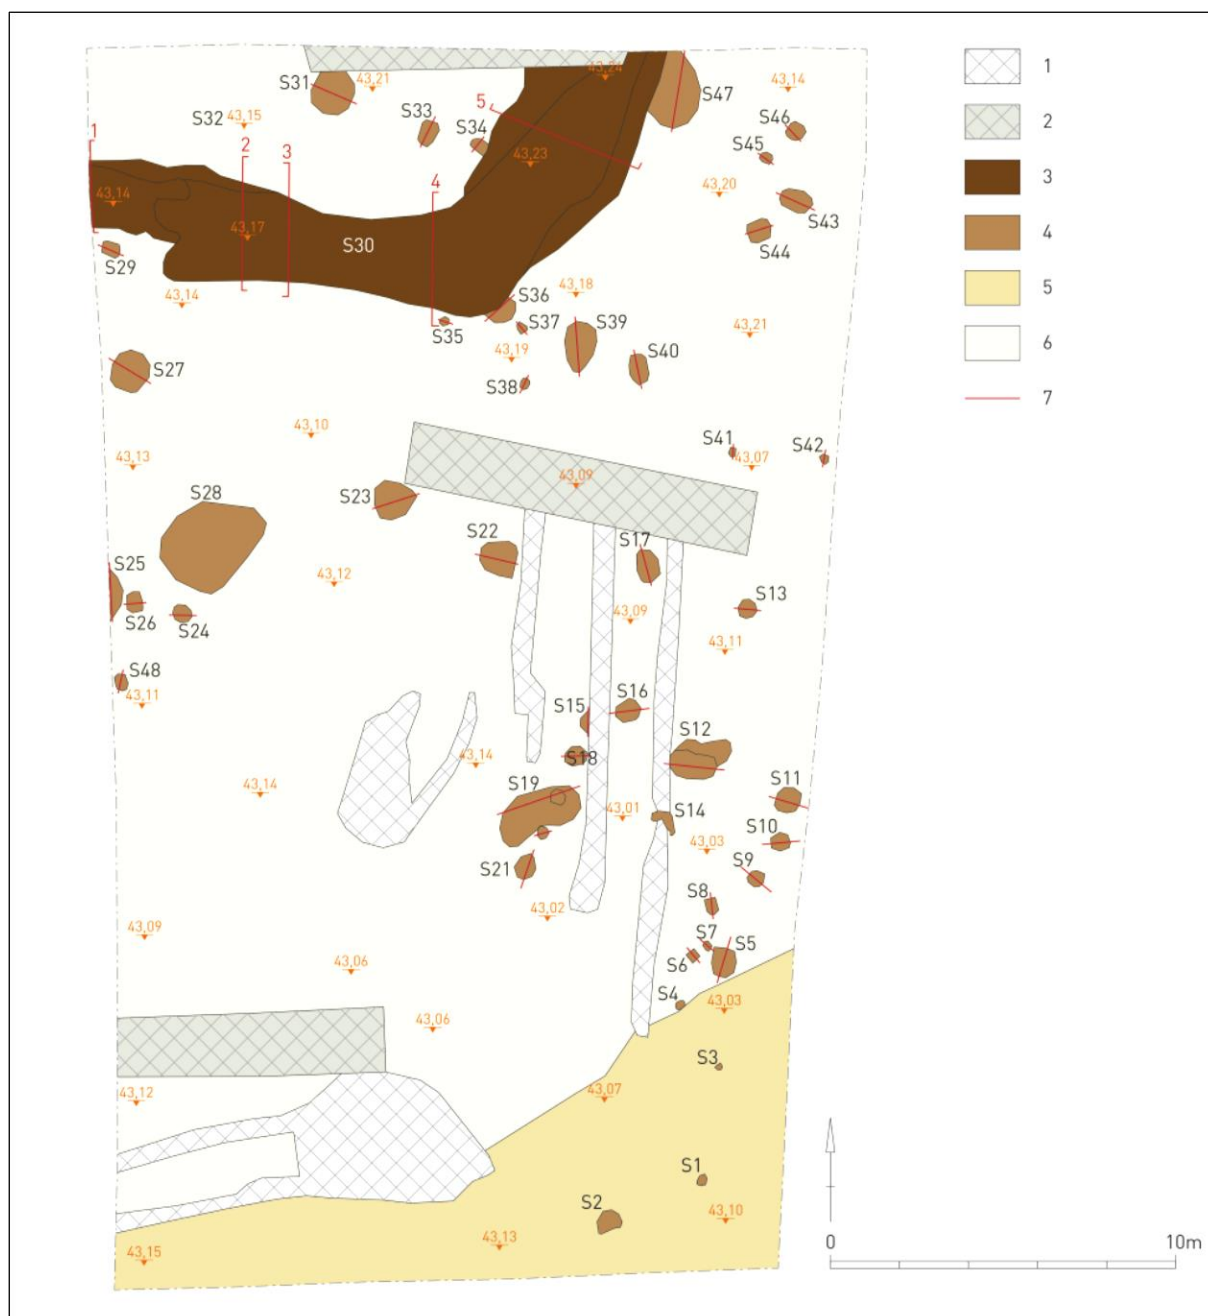 S31
43,21
43,24
S47
43,14
1
S32
43,15
S33
5
S34
S46
2
3
43,23
S45
4
43,20
43,14
S43
43,17
S30
S44
S29
43,14
43,18
S36
S37
S39
43,21
S35
43,19
S40
S27
S38
43,10
S41
S42
43,13
43,07
43,09
S28
S23
S22
S17
S25
43,12
S13
S26
S24
43,09
43,11
S48
43,11
S16
S15
S12
S18
43,14
43,14
S19
S11
43,01
S14
S10
43,03
S21
S9
S8
43,02
43,09
S7
S5
S6
43,06
S4
43,03
43,06
S3
43,07
43,12
S1
S2
43,10
43,13
43,15
1
2
3
4
5
6
7
0
10m